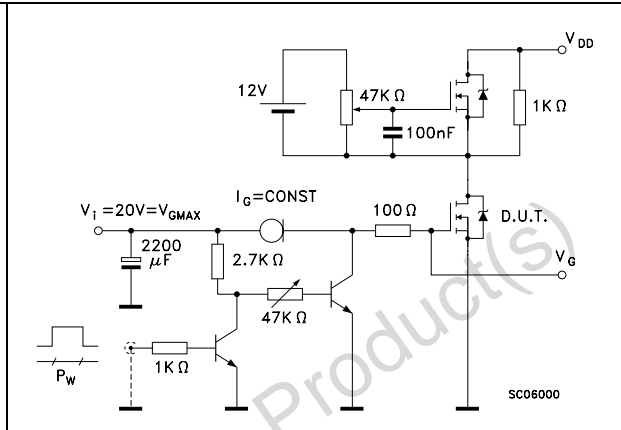 V DD
12V
47K Ω
1K Ω
100nF
I G =CONST
V i =20V=V GMAX
100 Ω
D.U.T.
2200
μF
2.7K Ω
V G
47K Ω
1K Ω
P W
SC06000
Product(s)